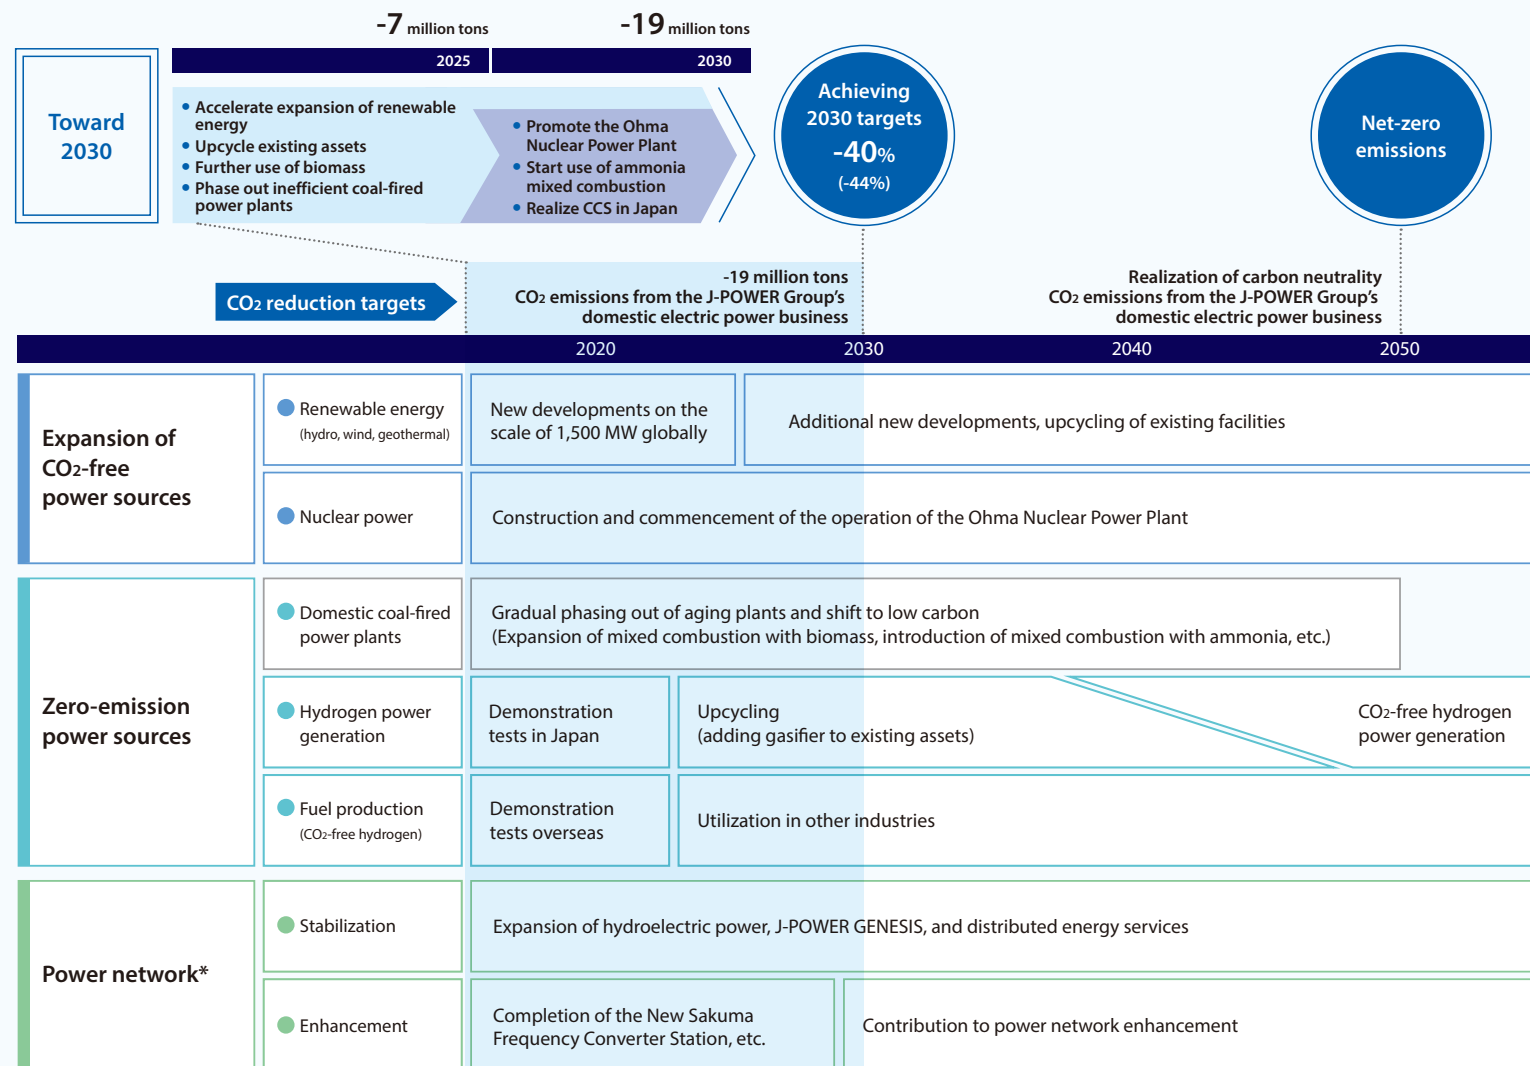 -7 million tons
-19 million tons
2025
2030
Toward
2030
• Accelerate expansion of renewable
energy
• Upcycle existing assets
• Further use of biomass
• Phase out inefficient coal-fired
power plants
• Promote the Ohma
Nuclear Power Plant
• Start use of ammonia
mixed combustion
• Realize CCS in Japan
Achieving
2030 targets
-40%
(-44%)
Net-zero
emissions
CO2 reduction targets
-19 million tons
CO2 emissions from the J-POWER Group's
domestic electric power business
Realization of carbon neutrality
CO2 emissions from the J-POWER Group's
domestic electric power business
2020
2030
2040
2050
Expansion of
CO2-free
power sources
Renewable energy
(hydro, wind, geothermal)
New developments on the
scale of 1,500 MW globally
Additional new developments, upcycling of existing facilities
Nuclear power
Construction and commencement of the operation of the Ohma Nuclear Power Plant
Zero-emission
power sources
Domestic coal-fired
power plants
Gradual phasing out of aging plants and shift to low carbon
(Expansion of mixed combustion with biomass, introduction of mixed combustion with ammonia, etc.)
Hydrogen power
generation
Demonstration
tests in Japan
Upcycling
(adding gasifier to existing assets)
CO2-free hydrogen
power generation
Fuel production
(CO2-free hydrogen)
Demonstration
tests overseas
Utilization in other industries
Power network*
Stabilization
Expansion of hydroelectric power, J-POWER GENESIS, and distributed energy services
Enhancement
Completion of the New Sakuma
Frequency Converter Station, etc.
Contribution to power network enhancement